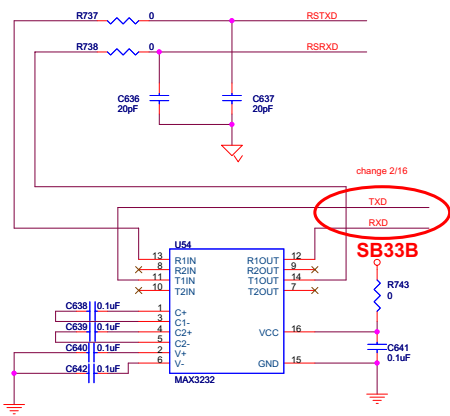 R737 0 RSTXD
R738 0 RSRXD
C636 C637
20pF 20pF
change 2/16
TXD
RXD
SB33B
U54
13 R1IN R1OUT 12
8 R2IN R2OUT 9
11 T1IN T1OUT 14
10 T2IN T2OUT 7
R743
0
C638 0.1uF 1 C+
3 C1-
C639 0.1uF 4 C2+
5 C2-
C640 0.1uF 2 V+
C642 0.1uF 6 V-
VCC 16
GND 15
C641
0.1uF
MAX3232